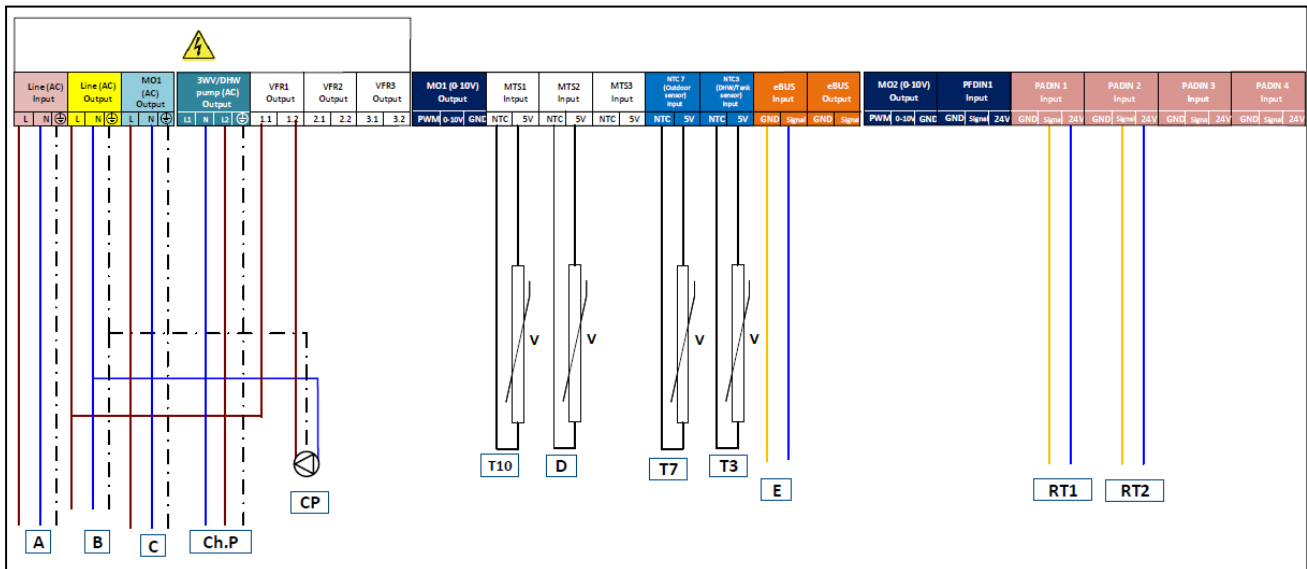 Line (AC) Input
L N
Line (AC) Output
L N
MO1 (AC) Output
L N
3WV/DHW pump (AC) Output
L1 N L2
VFR1 Output
1.1 1.2
VFR2 Output
2.1 2.2
VFR3 Output
3.1 3.2
MO1 (0-10V) Output
PWM 0-10V GND
MTS1 Input
NTC 5V
MTS2 Input
NTC 5V
MTS3 Input
NTC 5V
NTC 7 (Outdoor sensor) Input
NTC 5V
NTC3 (DHW/Tank sensor) Input
NTC 5V
eBUS Input
GND Signal
eBUS Output
GND Signal
MO2 (0-10V) Output
PWM 0-10V GND
PFDIN1 Input
GND Signal 24V
PADIN 1 Input
GND Signal 24V
PADIN 2 Input
GND Signal 24V
PADIN 3 Input
GND Signal 24V
PADIN 4 Input
GND Signal 24V
V
V
V
V
T10
D
T7
T3
E
RT1
RT2
CP
A
B
C
Ch.P